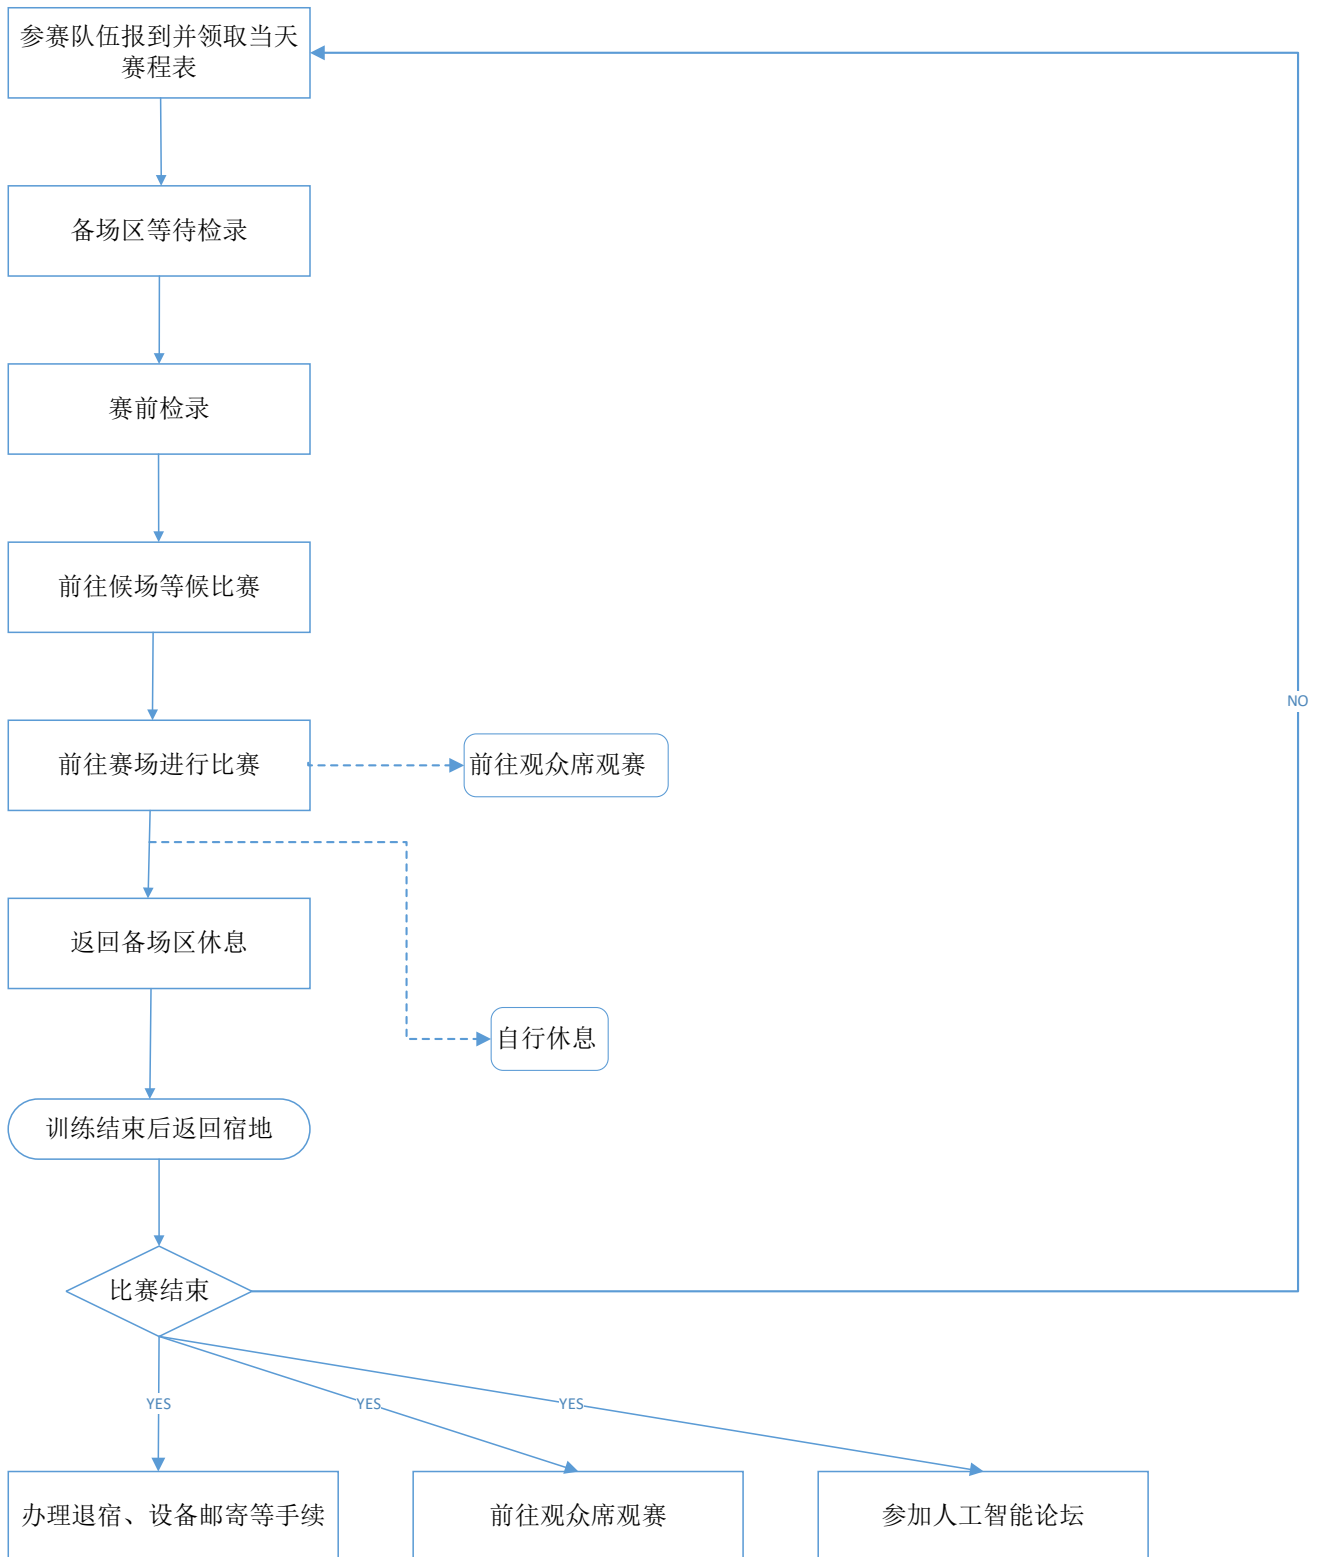 参赛队伍报到并领取当天
赛程表
备场区等待检录
赛前检录
前往候场等候比赛
NO
前往赛场进行比赛
前往观众席观赛
返回备场区休息
自行休息
训练结束后返回宿地
比赛结束
YES
YES
YES
办理退宿、设备邮寄等手续
前往观众席观赛
参加人工智能论坛